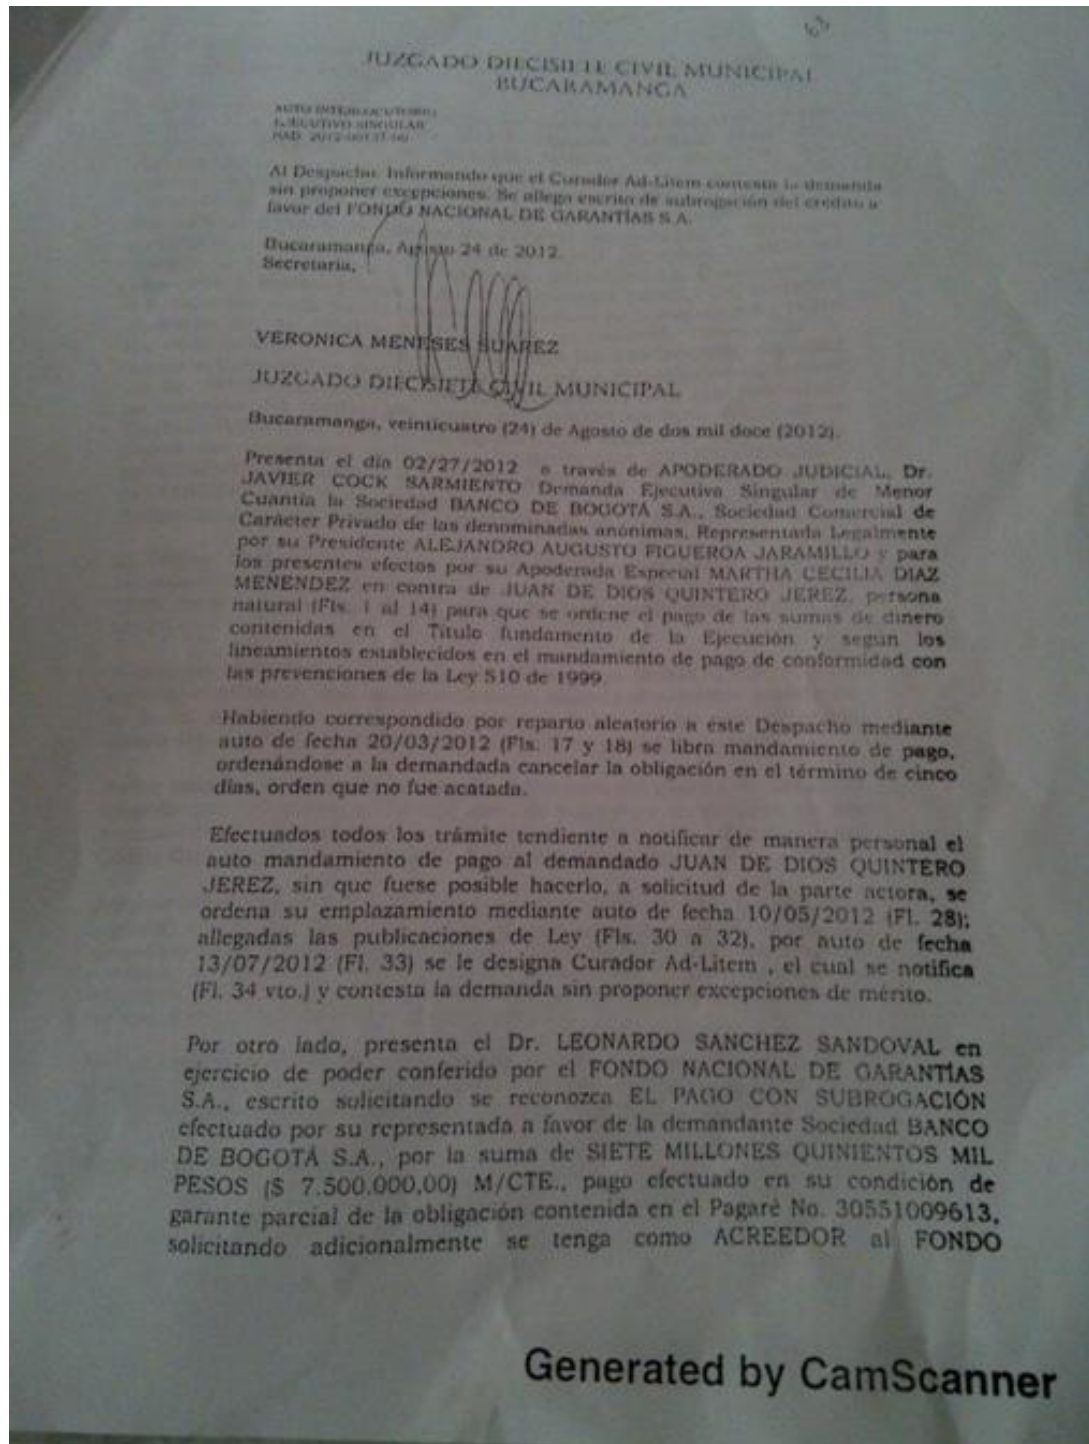 63
JUZGADO DIECISIETE CIVIL MUNICIPAL
BUCARAMANGA
AUTO INTERLOCUTORIO
EJECUTIVO SINGULAR
RAD. 2012-00137-00
Al Despacho. Informando que el Curador Ad-Litem contesta la demanda
sin proponer excepciones. Se allega escrito de subrogación del crédito a
favor del FONDO NACIONAL DE GARANTÍAS S.A.
Bucaramanga, Agosto 24 de 2012.
Secretaria,
VERONICA MENESES SUAREZ
JUZGADO DIECISIETE CIVIL MUNICIPAL
Bucaramanga, veinticuatro (24) de Agosto de dos mil doce (2012).
Presenta el día 02/27/2012 a través de APODERADO JUDICIAL, Dr.
JAVIER COCK SARMIENTO Demanda Ejecutiva Singular de Menor
Cuantía la Sociedad BANCO DE BOGOTÁ S.A., Sociedad Comercial de
Carácter Privado de las denominadas anónimas, Representada Legalmente
por su Presidente ALEJANDRO AUGUSTO FIGUEROA JARAMILLO y para
los presentes efectos por su Apoderada Especial MARTHA CECILIA DIAZ
MENENDEZ en contra de JUAN DE DIOS QUINTERO JEREZ, persona
natural (Fls. 1 al 14) para que se ordene el pago de las sumas de dinero
contenidas en el Título fundamento de la Ejecución y segun los
lineamientos establecidos en el mandamiento de pago de conformidad con
las prevenciones de la Ley 510 de 1999.
Habiendo correspondido por reparto aleatorio a este Despacho mediante
auto de fecha 20/03/2012 (Fls. 17 y 18) se libra mandamiento de pago,
ordenándose a la demandada cancelar la obligación en el término de cinco
días, orden que no fue acatada.
Efectuados todos los trámite tendiente a notificar de manera personal el
auto mandamiento de pago al demandado JUAN DE DIOS QUINTERO
JEREZ, sin que fuese posible hacerlo, a solicitud de la parte actora, se
ordena su emplazamiento mediante auto de fecha 10/05/2012 (Fl. 28);
allegadas las publicaciones de Ley (Fls. 30 a 32), por auto de fecha
13/07/2012 (Fl. 33) se le designa Curador Ad-Litem , el cual se notifica
(Fl. 34 vto.) y contesta la demanda sin proponer excepciones de mérito.
Por otro lado, presenta el Dr. LEONARDO SANCHEZ SANDOVAL en
ejercicio de poder conferido por el FONDO NACIONAL DE GARANTÍAS
S.A., escrito solicitando se reconozca EL PAGO CON SUBROGACIÓN
efectuado por su representada a favor de la demandante Sociedad BANCO
DE BOGOTÁ S.A., por la suma de SIETE MILLONES QUINIENTOS MIL
PESOS ($ 7.500.000,00) M/CTE., pago efectuado en su condición de
garante parcial de la obligación contenida en el Pagaré No. 30551009613,
solicitando adicionalmente se tenga como ACREEDOR al FONDO
Generated by CamScanner